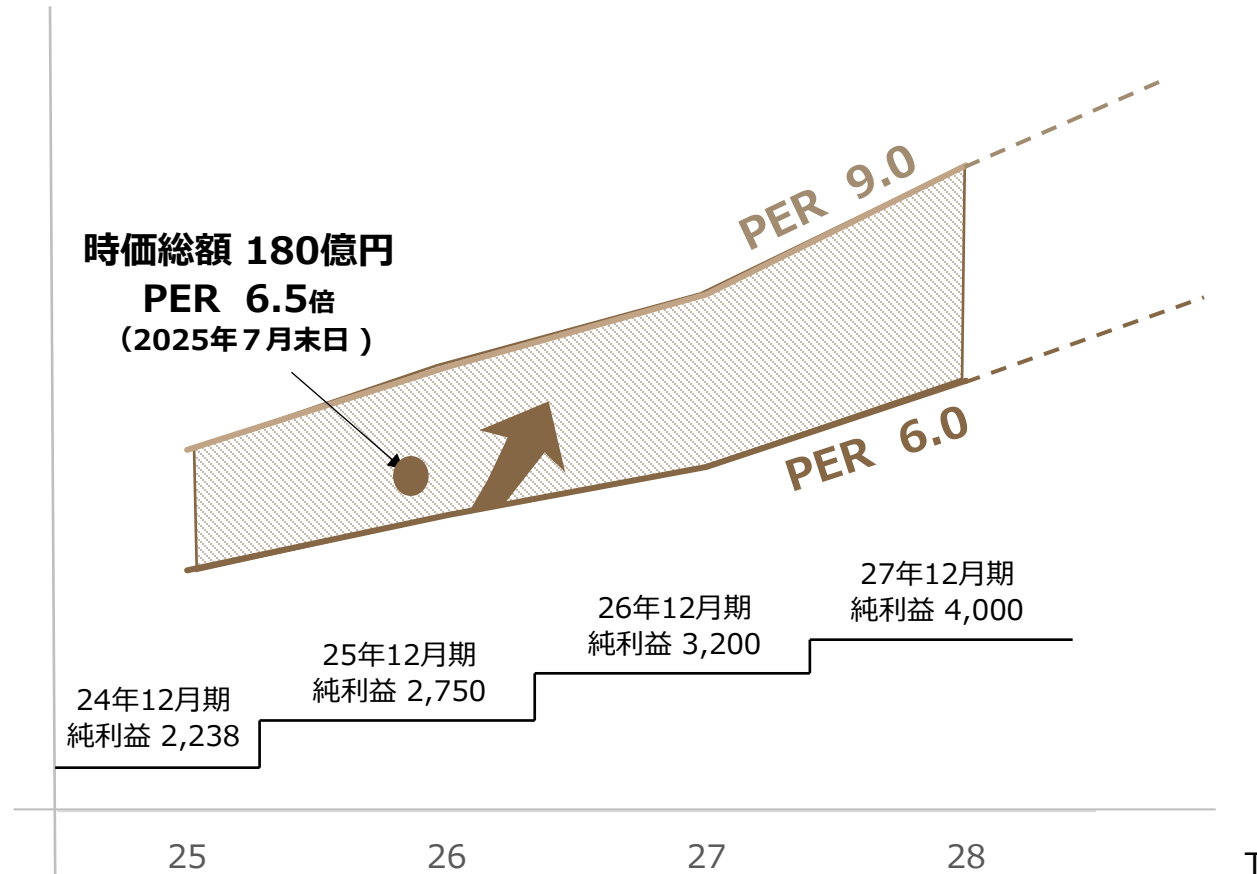 PER 9.0
時価総額 180億円
PER 6.5倍
（2025年７月末日 )
PER 6.0
27年12月期
純利益 4,000
26年12月期
純利益 3,200
25年12月期
純利益 2,750
24年12月期
純利益 2,238
25 26 27 28